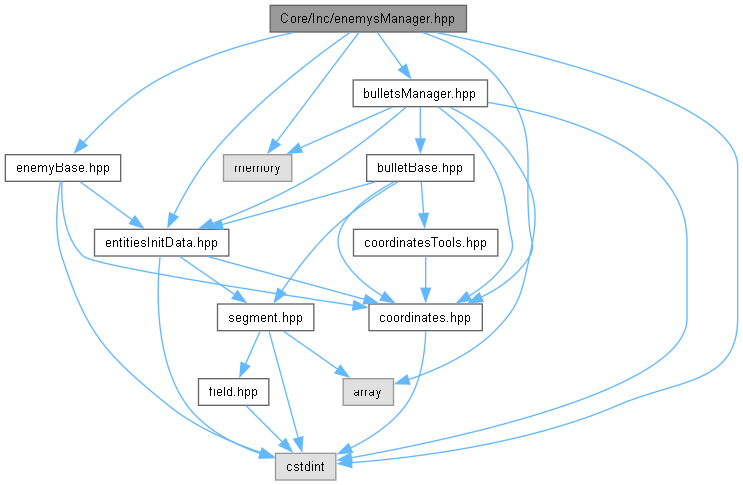 Core/Inc/enemysManager.hpp
bulletsManager.hpp
enemyBase.hpp
memory
bulletBase.hpp
entitiesInitData.hpp
coordinatesTools.hpp
segment.hpp
coordinates.hpp
field.hpp
array
cstdint